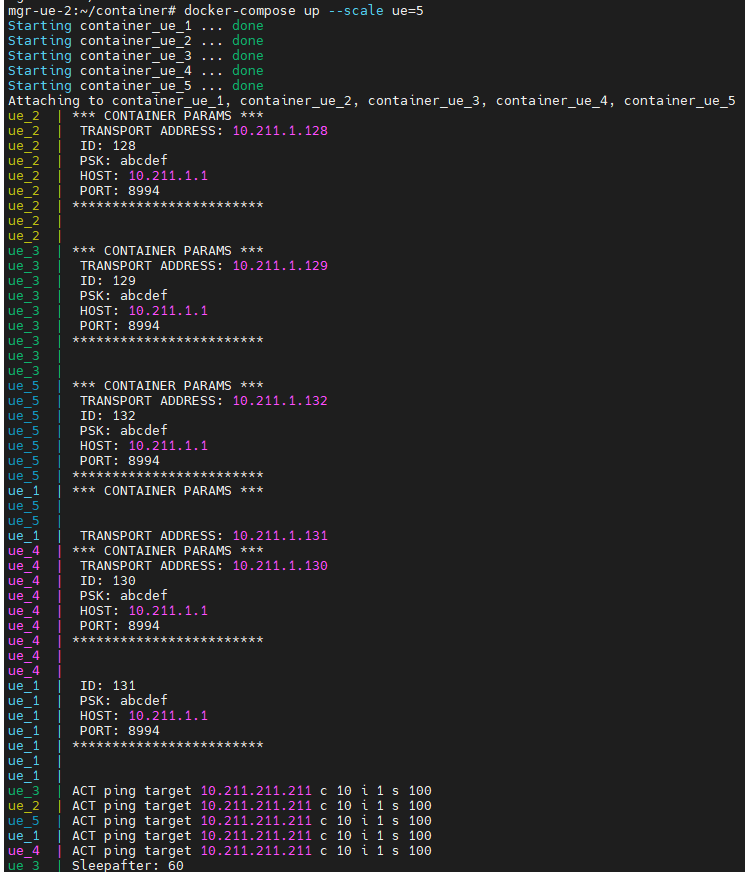 mgr-ue-2:~/container# docker-compose up --scale ue=5
Starting container_ue_1 ... done
Starting container_ue_2 ... done
Starting container_ue_3 ... done
Starting container_ue_4 ... done
Starting container_ue_5 ... done
Attaching to container_ue_1, container_ue_2, container_ue_3, container_ue_4, container_ue_5
ue_2  | *** CONTAINER PARAMS ***
ue_2  |  TRANSPORT ADDRESS: 10.211.1.128
ue_2  |  ID: 128
ue_2  |  PSK: abcdef
ue_2  |  HOST: 10.211.1.1
ue_2  |  PORT: 8994
ue_2  | ************************
ue_2  |
ue_2  |
ue_3  | *** CONTAINER PARAMS ***
ue_3  |  TRANSPORT ADDRESS: 10.211.1.129
ue_3  |  ID: 129
ue_3  |  PSK: abcdef
ue_3  |  HOST: 10.211.1.1
ue_3  |  PORT: 8994
ue_3  | ************************
ue_3  |
ue_3  |
ue_5  | *** CONTAINER PARAMS ***
ue_5  |  TRANSPORT ADDRESS: 10.211.1.132
ue_5  |  ID: 132
ue_5  |  PSK: abcdef
ue_5  |  HOST: 10.211.1.1
ue_5  |  PORT: 8994
ue_5  | ************************
ue_1  | *** CONTAINER PARAMS ***
ue_5  |
ue_5  |
ue_1  |  TRANSPORT ADDRESS: 10.211.1.131
ue_4  | *** CONTAINER PARAMS ***
ue_4  |  TRANSPORT ADDRESS: 10.211.1.130
ue_4  |  ID: 130
ue_4  |  PSK: abcdef
ue_4  |  HOST: 10.211.1.1
ue_4  |  PORT: 8994
ue_4  | ************************
ue_4  |
ue_4  |
ue_1  |  ID: 131
ue_1  |  PSK: abcdef
ue_1  |  HOST: 10.211.1.1
ue_1  |  PORT: 8994
ue_1  | ************************
ue_1  |
ue_1  |
ue_3  | ACT ping target 10.211.211.211 c 10 i 1 s 100
ue_2  | ACT ping target 10.211.211.211 c 10 i 1 s 100
ue_5  | ACT ping target 10.211.211.211 c 10 i 1 s 100
ue_1  | ACT ping target 10.211.211.211 c 10 i 1 s 100
ue_4  | ACT ping target 10.211.211.211 c 10 i 1 s 100
ue_3  | Sleepafter: 60